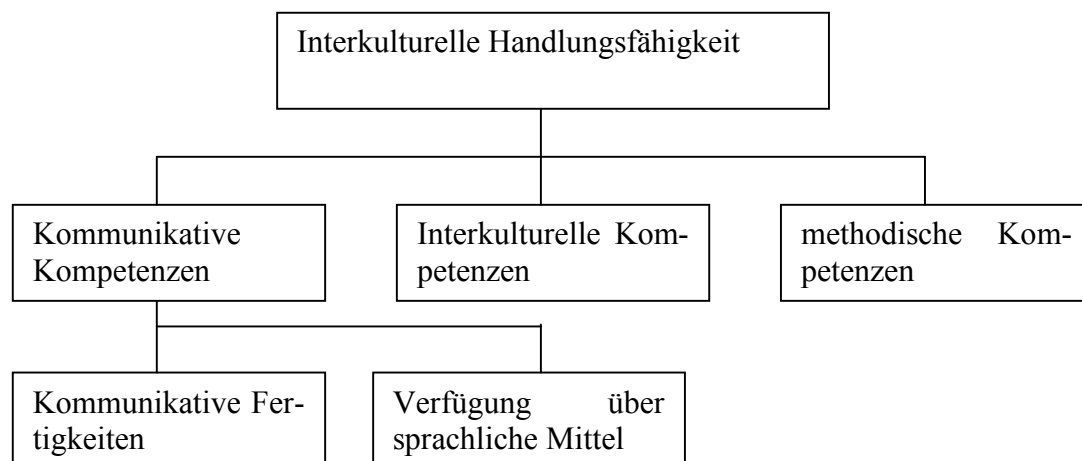 Interkulturelle Handlungsfähigkeit
Kommunikative
Kompetenzen
Interkulturelle Kom-
petenzen
methodische Kom-
petenzen
Kommunikative Fer-
tigkeiten
Verfügung über
sprachliche Mittel